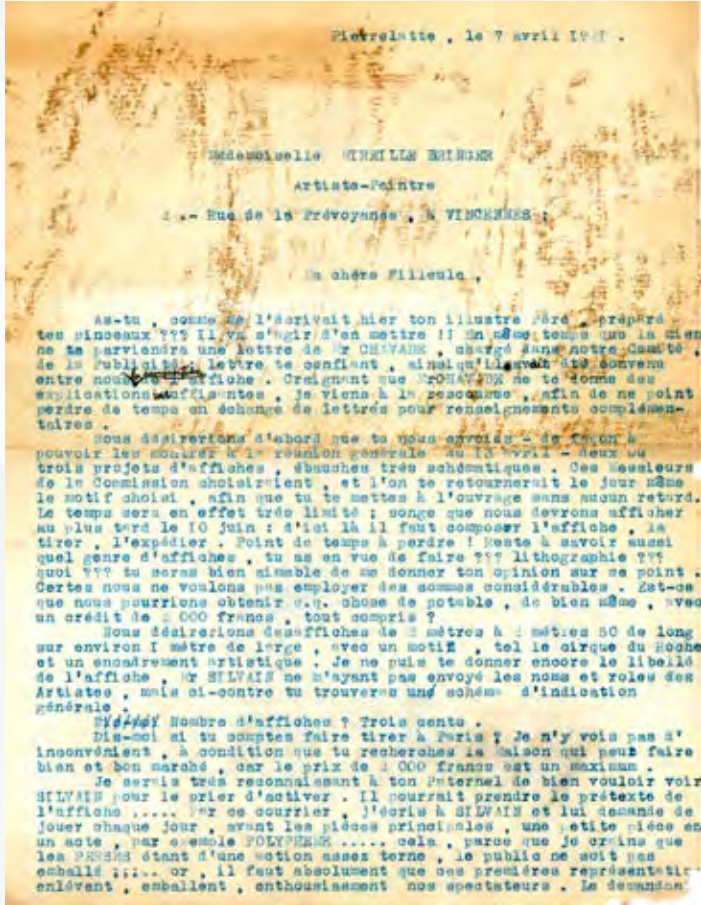 Pierrelatte , le 7 avril
Mademoiselle MIREILLE BRINGER
Artiste-Peintre
Rue de la Prévoyance , à VINCENNES ;
Ma chère Filleule ,
As-tu , comme me l'écrivait hier ton illustre Père , préparé
tes pinceaux ??? Il va s'agir d'en mettre !! En même temps que la mienne
ne te parviendra une lettre de Mr CHAVADE , chargé dans notre Comité ,
de la Publicité lettre te confiant , ainsi qu'il avait été convenu
entre nous affiche . Craignant que Mr CHAVADE ne te donne des
explications suffisantes , je viens à la rescousse , afin de ne point
perdre de temps en échange de lettres pour renseignements complémen-
taires .
Nous désirerions d'abord que tu nous envoies - de façon à
pouvoir les montrer à la réunion générale du 13 avril - deux ou
trois projets d'affiches , ébauches très schématiques . Ces Messieurs
de la Commission choisiraient , et l'on te retournerait le jour même
le motif choisi , afin que tu te mettes à l'ouvrage sans aucun retard.
Le temps sera en effet très limité ; songe que nous devrons afficher
au plus tard le 10 juin : d'ici là il faut composer l'affiche , la
tirer , l'expédier . Point de temps à perdre ! Reste à savoir aussi
quel genre d'affiches , tu as en vue de faire ??? lithographie ???
quoi ??? tu seras bien aimable de me donner ton opinion sur ce point .
Certes nous ne voulons pas employer des sommes considérables . Est-ce
que nous pourrions obtenir q.q. chose de potable , de bien même , avec
un crédit de 000 francs , tout compris ?
Nous désirerions desaffiches de 2 mètres à 2 mètres 50 de long
sur environ I mètre de large , avec un motif , tel le cirque du Rocher
et un encadrement artistique . Je ne puis te donner encore le libellé
de l'affiche , Mr SILVAIN ne m'ayant pas envoyé les noms et roles des
Artistes , mais ci-contre tu trouveras une schéma d'indication
générale .
Nombre d'affiches ? Trois cents .
Dis-moi si tu comptes faire tirer à Paris ? Je n'y vois pas d'
inconvénient , à condition que tu recherches la maison qui peut faire
bien et bon marché , car le prix de 000 francs est un maximum .
Je serais très reconnaissant à ton Paternel de bien vouloir voir
SILVAIN pour le prier d'activer . Il pourrait prendre le prétexte de
l'affiche ..... Par ce courrier , j'écris à SILVAIN et lui demande de
jouer chaque jour , avant les pièces principales , une petite pièce en
un acte , par exemple POLYPHEME ..... cela , parce que je crains que
les PERSES étant d'une action assez terne , le public ne soit pas
emballé ;;... or , il faut absolument que ces premières représentations
enlèvent , emballent , enthousiasment nos spectateurs . Le demandant